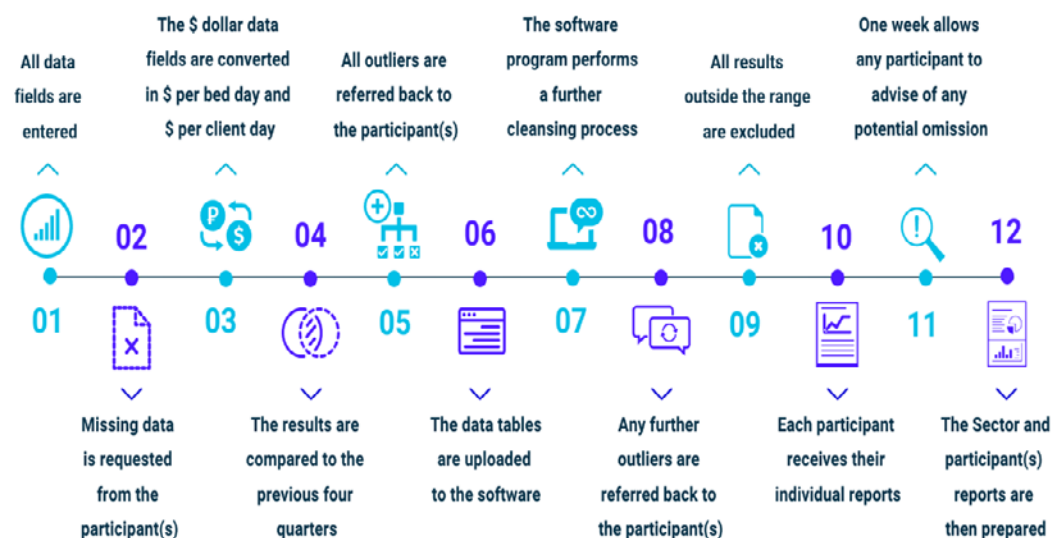 All data
fields are
entered
The $ dollar data
fields are converted
in $ per bed day and
$ per client day
All outliers are
referred back to
the participant(s)
The software
program performs
a further
cleansing process
All results
outside the range
are excluded
One week allows
any participant to
advise of any
potential omission
₽
$
02
04
06
08
10
12
01
03
05
07
09
11
Missing data
is requested
from the
participant(s)
The results are
compared to the
previous four
quarters
The data tables
are uploaded
to the software
Any further
outliers are
referred back to
the participant(s)
Each participant
receives their
individual reports
The Sector and
participant(s)
reports are
then prepared